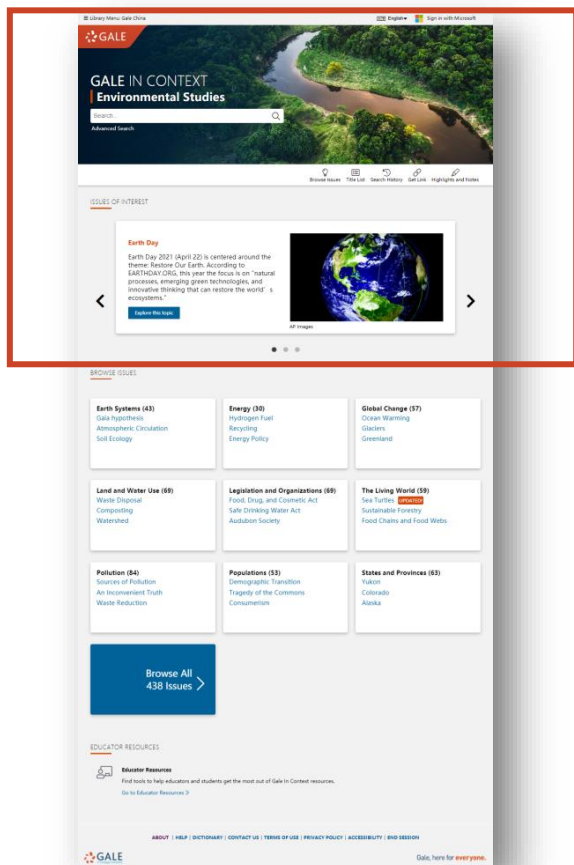 Library Menu: Gale China
English
Sign in with Microsoft
GALE
GALE IN CONTEXT
Environmental Studies
Search...
Advanced Search
Browse Issues
Title List
Search History
Get Link
Highlights and Notes
ISSUES OF INTEREST
Earth Day
Earth Day 2021 (April 22) is centered around the
theme: Restore Our Earth. According to
EARTHDAY.ORG, this year the focus is on "natural
processes, emerging green technologies, and
innovative thinking that can restore the world's
ecosystems."
Explore this topic
AP Images
BROWSE ISSUES
Earth Systems (43)
Gaia hypothesis
Atmospheric Circulation
Soil Ecology
Energy (30)
Hydrogen Fuel
Recycling
Energy Policy
Global Change (57)
Ocean Warming
Glaciers
Greenland
Land and Water Use (69)
Waste Disposal
Composting
Watershed
Legislation and Organizations (69)
Food, Drug, and Cosmetic Act
Safe Drinking Water Act
Audubon Society
The Living World (59)
Sea Turtles UPDATED
Sustainable Forestry
Food Chains and Food Webs
Pollution (84)
Sources of Pollution
An Inconvenient Truth
Waste Reduction
Populations (53)
Demographic Transition
Tragedy of the Commons
Consumerism
States and Provinces (63)
Yukon
Colorado
Alaska
Browse All
438 Issues
EDUCATOR RESOURCES
Educator Resources
Find tools to help educators and students get the most out of Gale In Context resources.
Go to Educator Resources >
ABOUT | HELP | DICTIONARY | CONTACT US | TERMS OF USE | PRIVACY POLICY | ACCESSIBILITY | END SESSION
GALE
Gale, here for everyone.